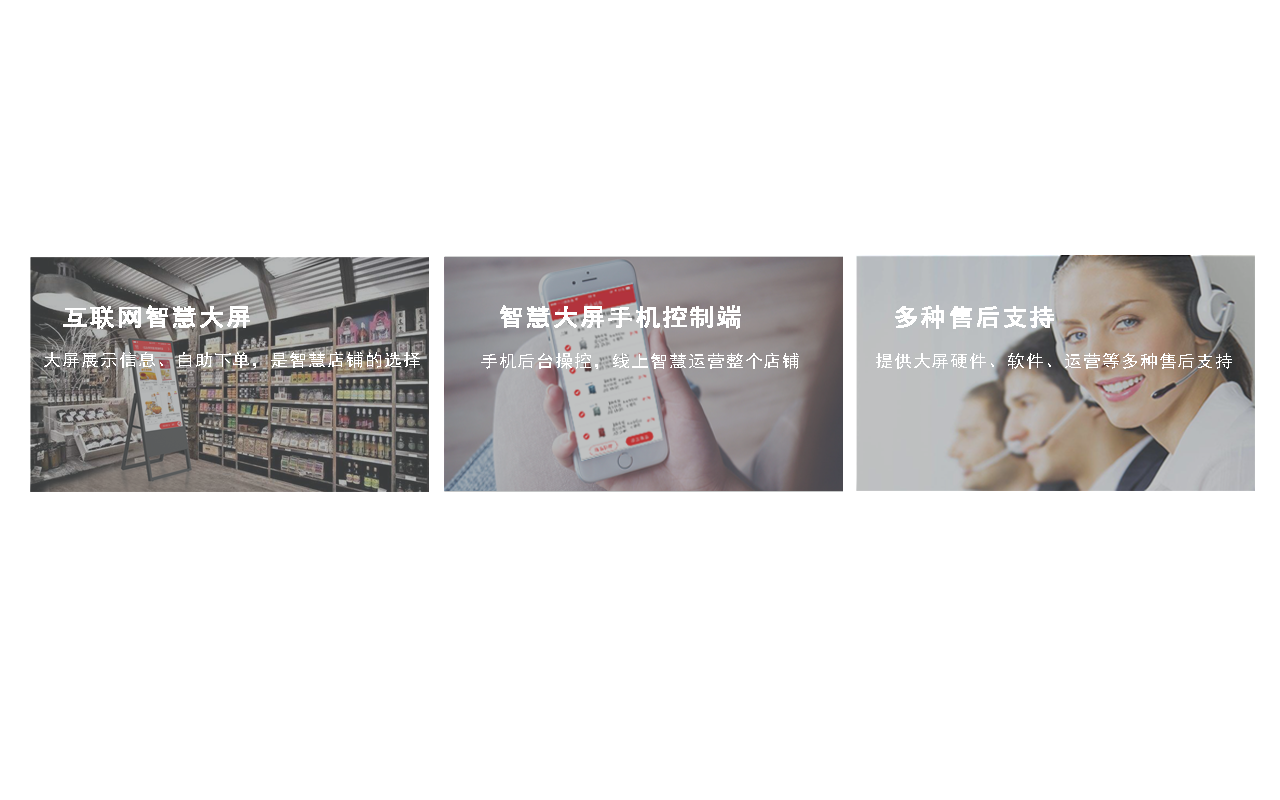 互联网智慧大屏
大屏展示信息、自助下单，是智慧店铺的选择
智慧大屏手机控制端
手机后台操控，线上智慧运营整个店铺
多种售后支持
提供大屏硬件、软件、运营等多种售后支持